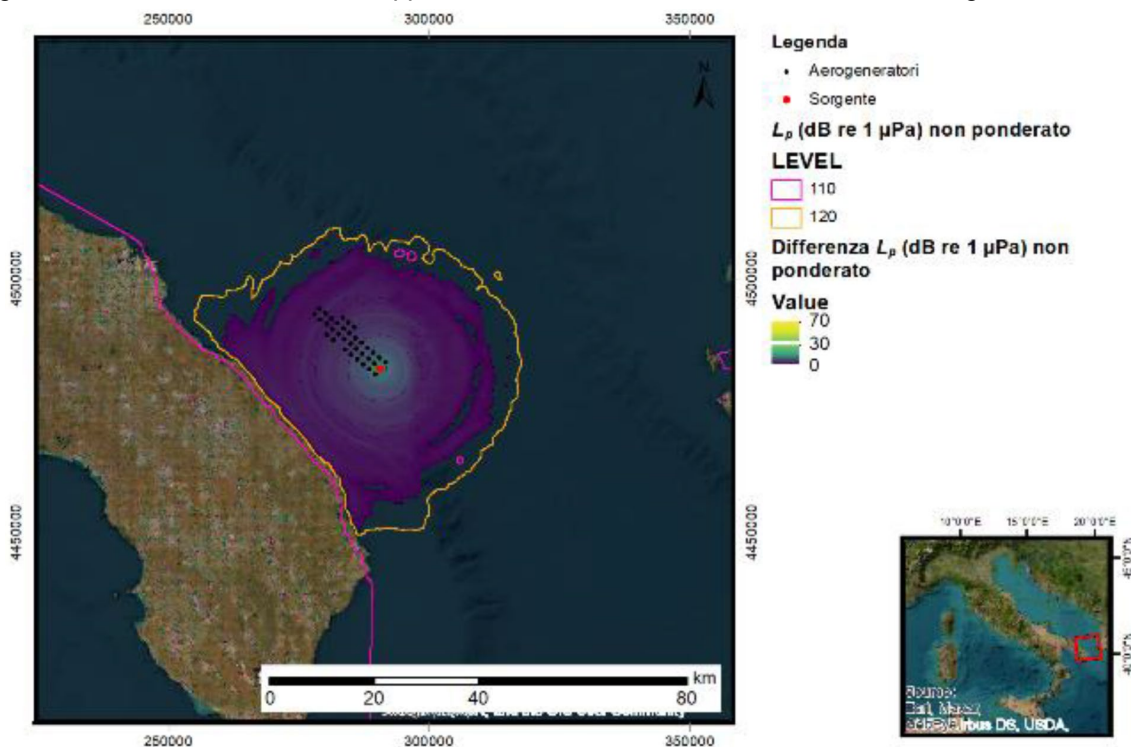 250000 300000 350000
N
4500000 4500000
4450000 4450000
km
0 20 40 80
250000 300000 350000
Legenda
Aerogeneratori
Sorgente
Lp (dB re 1 µPa) non ponderato
LEVEL
110
120
Differenza Lp (dB re 1 µPa) non
ponderato
Value
70
30
0
10°0'0"E 15°0'0"E 20°0'0"E
Source:
Esri, Maxar,
Airbus DS, USDA,